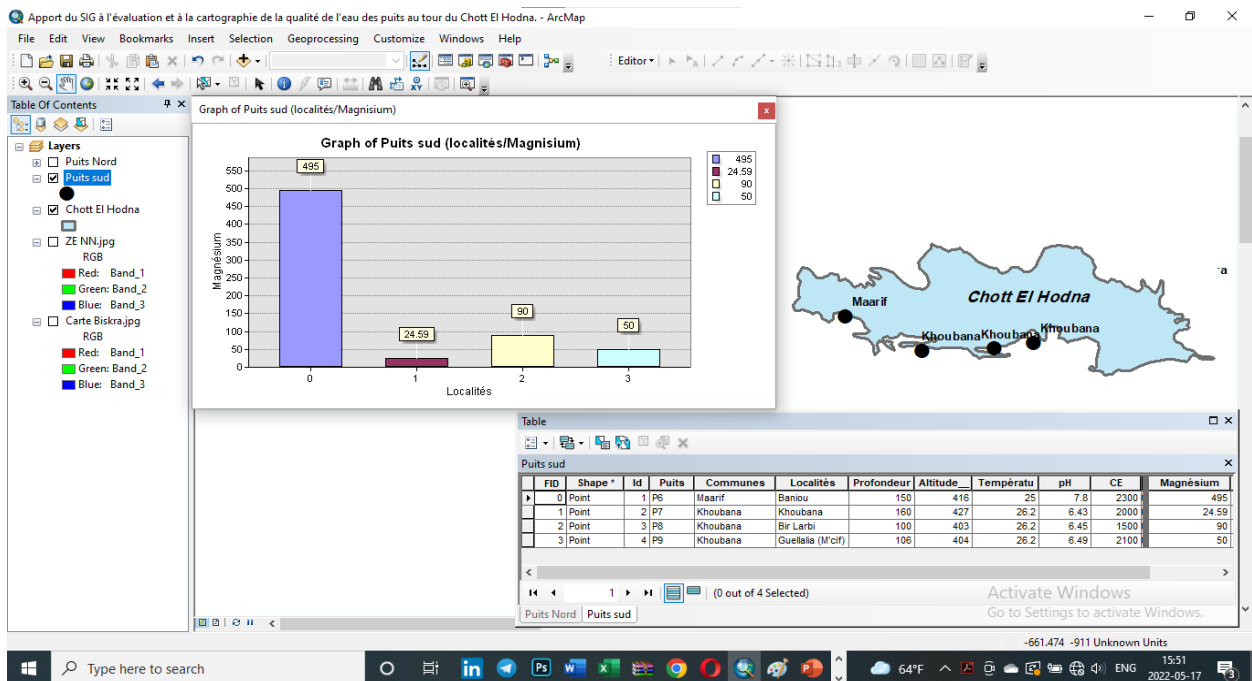 Apport du SIG à l'évaluation et à la cartographie de la qualité de l'eau des puits au tour du Chott El Hodna. - ArcMap
File Edit View Bookmarks Insert Selection Geoprocessing Customize Windows Help
Editor
Table Of Contents
Layers
Puits Nord
Puits sud
Chott El Hodna
ZE NN.jpg
RGB
Red: Band_1
Green: Band_2
Blue: Band_3
Carte Biskra.jpg
RGB
Red: Band_1
Green: Band_2
Blue: Band_3
Graph of Puits sud (localités/Magnisium)
Graph of Puits sud (localités/Magnisium)
Magnésium
550
500
450
400
350
300
250
200
150
100
50
0
495
24.59
90
50
0 1 2 3
Localités
495
24.59
90
50
Chott El Hodna
Maarif
Khoubana Khoubana Khoubana
a
Table
Puits sud
FID Shape * Id Puits Communes Localités Profondeur Altitude__ Températu pH CE Magnésium
0 Point 1 P6 Maarif Baniou 150 416 25 7.8 2300 495
1 Point 2 P7 Khoubana Khoubana 160 427 26.2 6.43 2000 24.59
2 Point 3 P8 Khoubana Bir Larbi 100 403 26.2 6.45 1500 90
3 Point 4 P9 Khoubana Guellalia (M'cif) 106 404 26.2 6.49 2100 50
1 (0 out of 4 Selected)
Puits Nord Puits sud
Activate Windows
Go to Settings to activate Windows.
-661.474 -911 Unknown Units
Type here to search
64°F ENG 15:51
2022-05-17
3